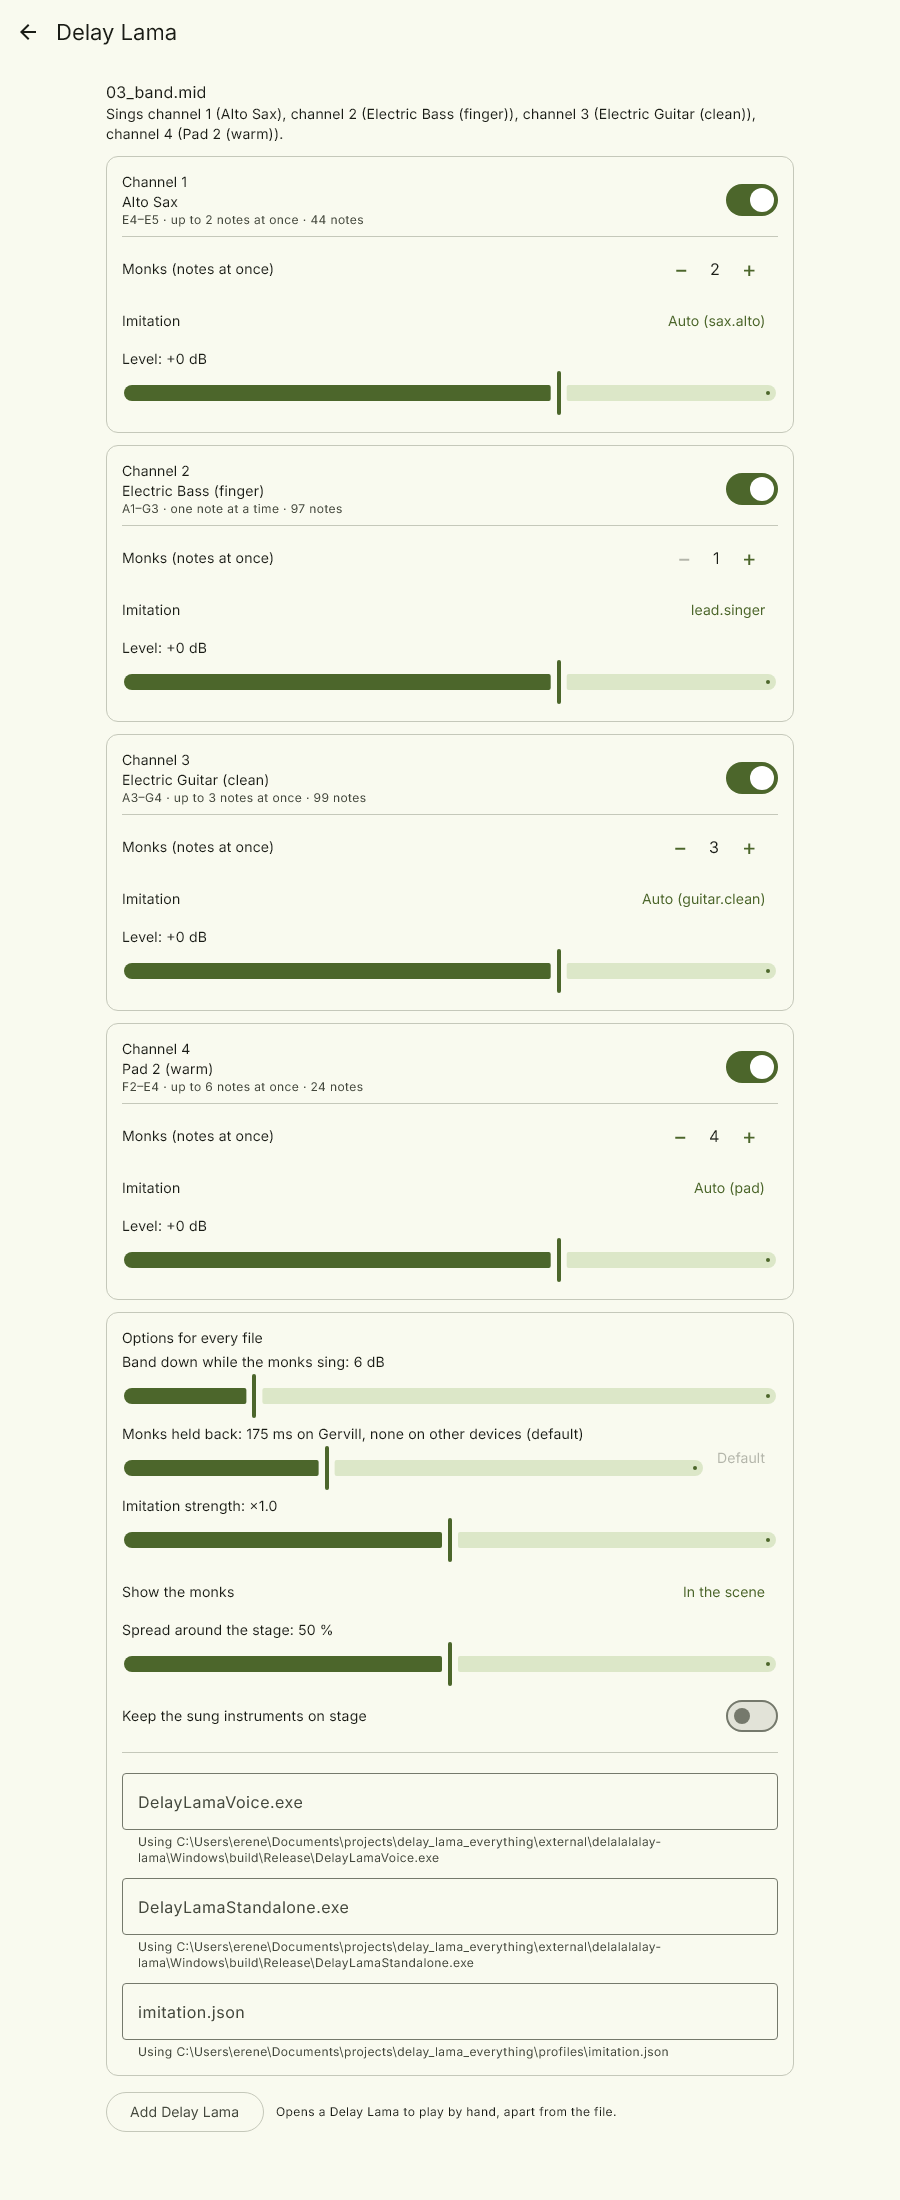 Delay Lama
03_band.mid
Sings channel 1 (Alto Sax), channel 2 (Electric Bass (finger)), channel 3 (Electric Guitar (clean)),
channel 4 (Pad 2 (warm)).
Channel 1
Alto Sax
E4–E5 · up to 2 notes at once · 44 notes
Monks (notes at once)
− 2 +
Imitation
Auto (sax.alto)
Level: +0 dB
Channel 2
Electric Bass (finger)
A1–G3 · one note at a time · 97 notes
Monks (notes at once)
− 1 +
Imitation
lead.singer
Level: +0 dB
Channel 3
Electric Guitar (clean)
A3–G4 · up to 3 notes at once · 99 notes
Monks (notes at once)
− 3 +
Imitation
Auto (guitar.clean)
Level: +0 dB
Channel 4
Pad 2 (warm)
F2–E4 · up to 6 notes at once · 24 notes
Monks (notes at once)
− 4 +
Imitation
Auto (pad)
Level: +0 dB
Options for every file
Band down while the monks sing: 6 dB
Monks held back: 175 ms on Gervill, none on other devices (default)
Default
Imitation strength: ×1.0
Show the monks
In the scene
Spread around the stage: 50 %
Keep the sung instruments on stage
DelayLamaVoice.exe
Using C:\Users\erene\Documents\projects\delay_lama_everything\external\delalalalay-
lama\Windows\build\Release\DelayLamaVoice.exe
DelayLamaStandalone.exe
Using C:\Users\erene\Documents\projects\delay_lama_everything\external\delalalalay-
lama\Windows\build\Release\DelayLamaStandalone.exe
imitation.json
Using C:\Users\erene\Documents\projects\delay_lama_everything\profiles\imitation.json
Add Delay Lama
Opens a Delay Lama to play by hand, apart from the file.